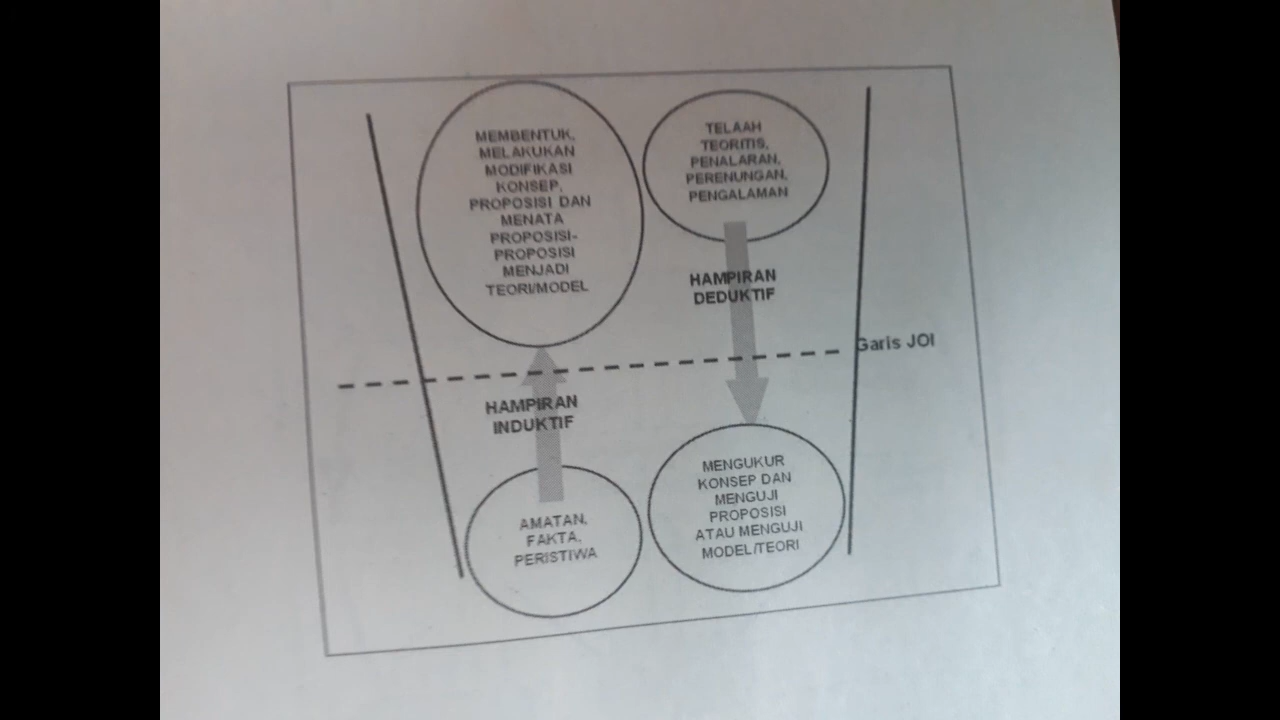 MEMBENTUK,
MELAKUKAN
MODIFIKASI
KONSEP,
PROPOSISI DAN
MENATA
PROPOSISI-
PROPOSISI
MENJADI
TEORI/MODEL
TELAAH
TEORITIS,
PENALARAN,
PERENUNGAN,
PENGALAMAN
HAMPIRAN
DEDUKTIF
Garis JOI
HAMPIRAN
INDUKTIF
AMATAN,
FAKTA,
PERISTIWA
MENGUKUR
KONSEP DAN
MENGUJI
PROPOSISI
ATAU MENGUJI
MODEL/TEORI